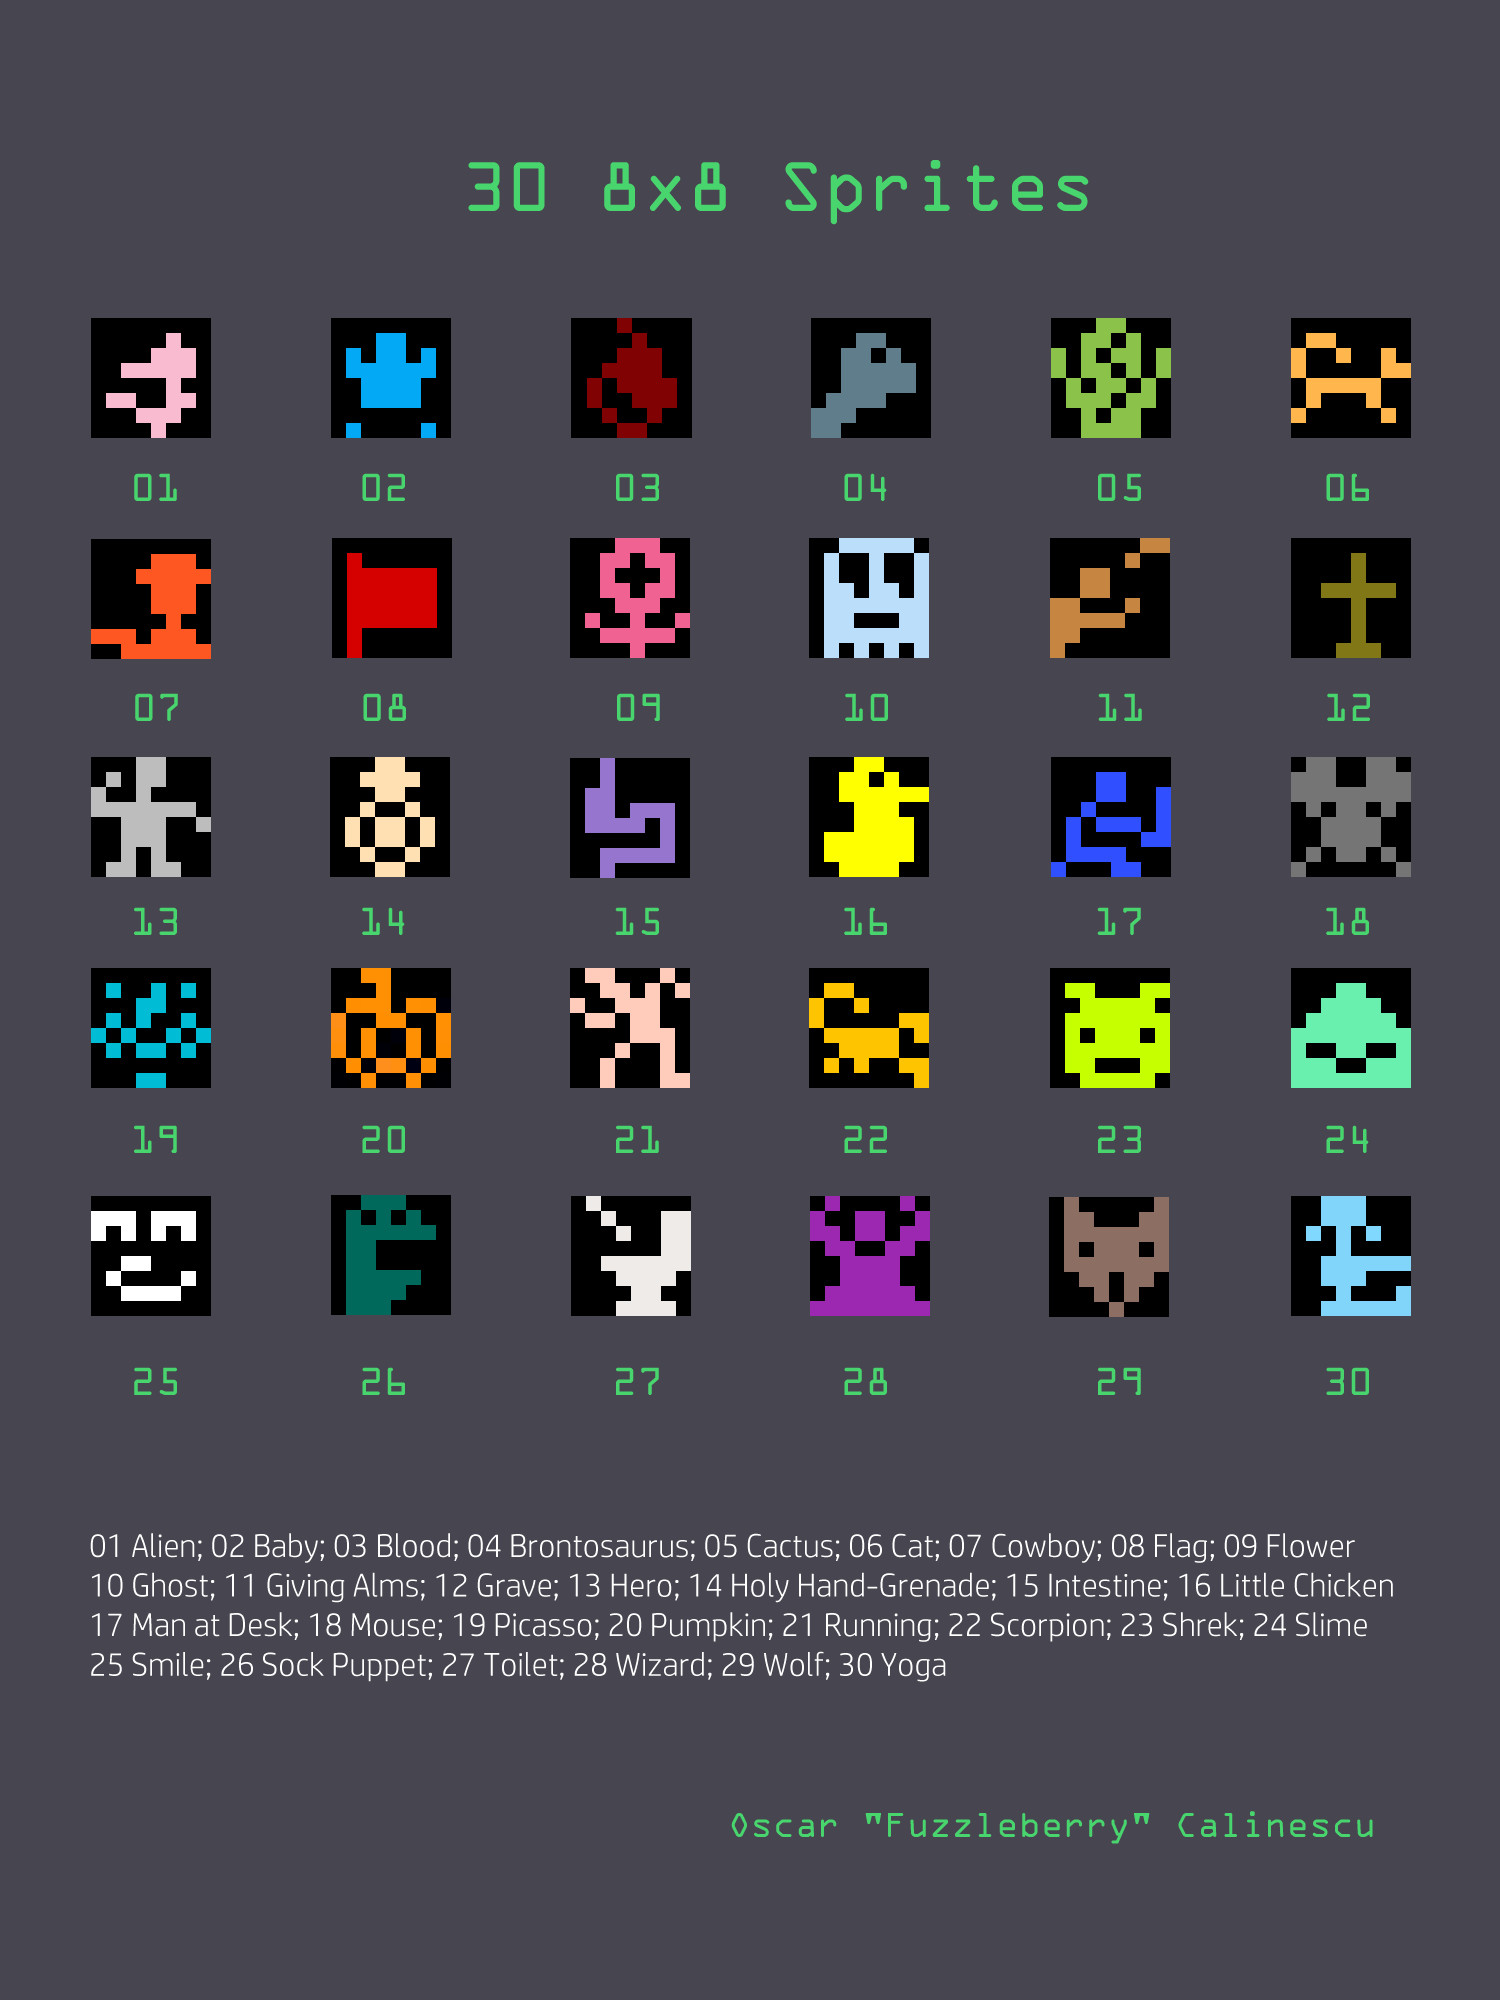 30 8x8 Sprites
01 02 03 04 05 06
07 08 09 10 11 12
13 14 15 16 17 18
19 20 21 22 23 24
25 26 27 28 29 30
01 Alien; 02 Baby; 03 Blood; 04 Brontosaurus; 05 Cactus; 06 Cat; 07 Cowboy; 08 Flag; 09 Flower
10 Ghost; 11 Giving Alms; 12 Grave; 13 Hero; 14 Holy Hand-Grenade; 15 Intestine; 16 Little Chicken
17 Man at Desk; 18 Mouse; 19 Picasso; 20 Pumpkin; 21 Running; 22 Scorpion; 23 Shrek; 24 Slime
25 Smile; 26 Sock Puppet; 27 Toilet; 28 Wizard; 29 Wolf; 30 Yoga
Oscar "Fuzzleberry" Calinescu